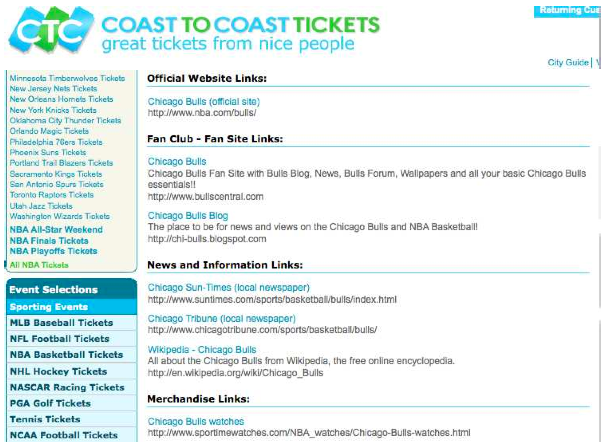 CTC COAST TO COAST TICKETS
great tickets from nice people
Returning Cus
City Guide |
Minnesota Timberwolves Tickets
New Jersey Nets Tickets
New Orleans Hornets Tickets
New York Knicks Tickets
Oklahoma City Thunder Tickets
Orlando Magic Tickets
Philadelphia 76ers Tickets
Phoenix Suns Tickets
Portland Trail Blazers Tickets
Sacramento Kings Tickets
San Antonio Spurs Tickets
Toronto Raptors Tickets
Utah Jazz Tickets
Washington Wizards Tickets
NBA All-Star Weekend
NBA Finals Tickets
NBA Playoffs Tickets
All NBA Tickets
Event Selections
Sporting Events
MLB Baseball Tickets
NFL Football Tickets
NBA Basketball Tickets
NHL Hockey Tickets
NASCAR Racing Tickets
PGA Golf Tickets
Tennis Tickets
NCAA Football Tickets
Official Website Links:
Chicago Bulls (official site)
http://www.nba.com/bulls/
Fan Club - Fan Site Links:
Chicago Bulls
Chicago Bulls Fan Site with Bulls Blog, News, Bulls Forum, Wallpapers and all your basic Chicago Bulls
essentials!!
http://www.bullscentral.com
Chicago Bulls Blog
The place to be for news and views on the Chicago Bulls and NBA Basketball!
http://chi-bulls.blogspot.com
News and Information Links:
Chicago Sun-Times (local newspaper)
http://www.suntimes.com/sports/basketball/bulls/index.html
Chicago Tribune (local newspaper)
http://www.chicagotribune.com/sports/basketball/bulls/
Wikipedia - Chicago Bulls
All about the Chicago Bulls from Wikipedia, the free online encyclopedia.
http://en.wikipedia.org/wiki/Chicago_Bulls
Merchandise Links:
Chicago Bulls watches
http://www.sportimewatches.com/NBA_watches/Chicago-Bulls-watches.html